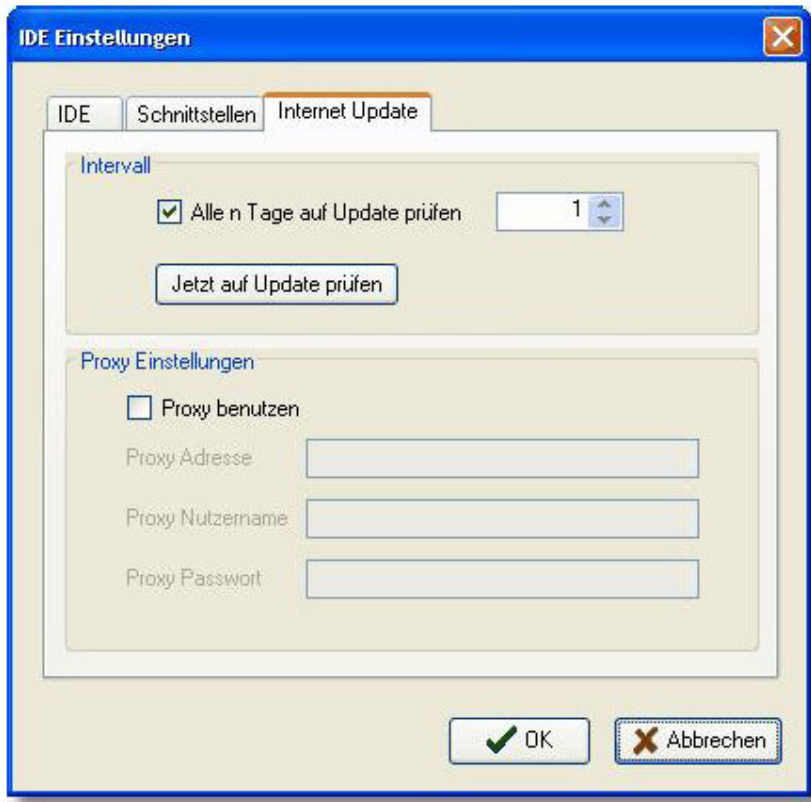 IDE Einstellungen
IDE Schnittstellen Internet Update
Intervall
Alle n Tage auf Update prüfen 1
Jetzt auf Update prüfen
Proxy Einstellungen
Proxy benutzen
Proxy Adresse
Proxy Nutzername
Proxy Passwort
OK Abbrechen